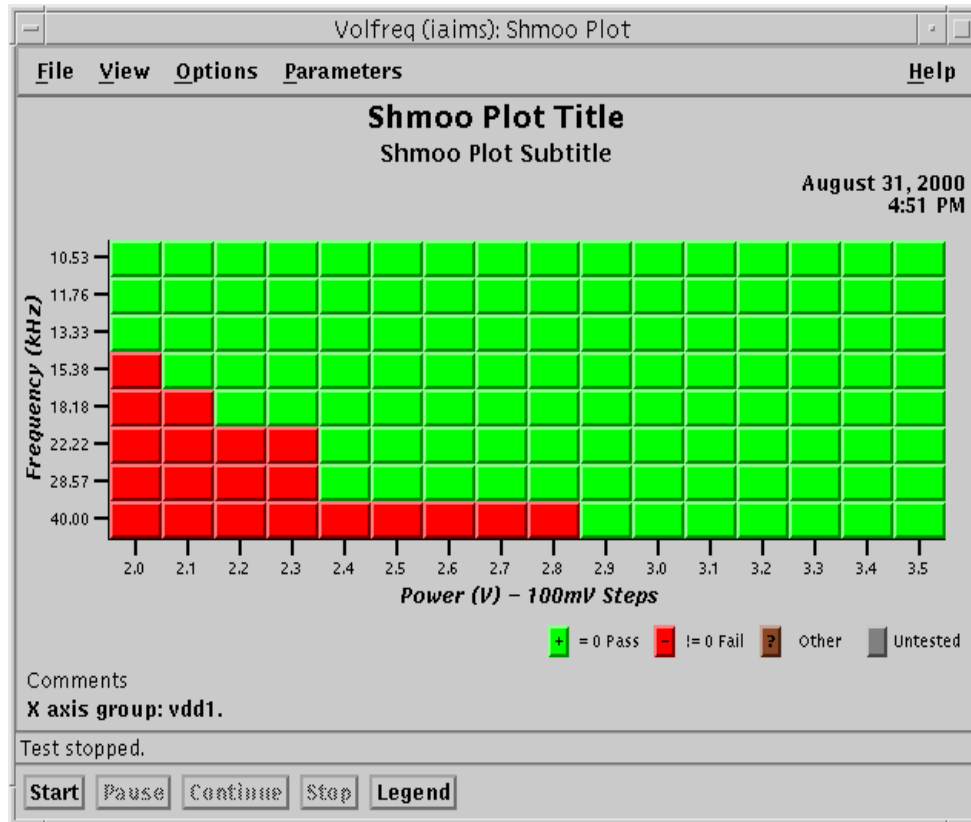 Volfreq (iaims): Shmoo Plot
File View Options Parameters Help
Shmoo Plot Title
Shmoo Plot Subtitle
August 31, 2000
4:51 PM
Frequency (kHz)
10.53
11.76
13.33
15.38
18.18
22.22
28.57
40.00
2.0 2.1 2.2 2.3 2.4 2.5 2.6 2.7 2.8 2.9 3.0 3.1 3.2 3.3 3.4 3.5
Power (V) – 100mV Steps
+ = 0 Pass - != 0 Fail ? Other Untested
Comments
X axis group: vdd1.
Test stopped.
Start Pause Continue Stop Legend